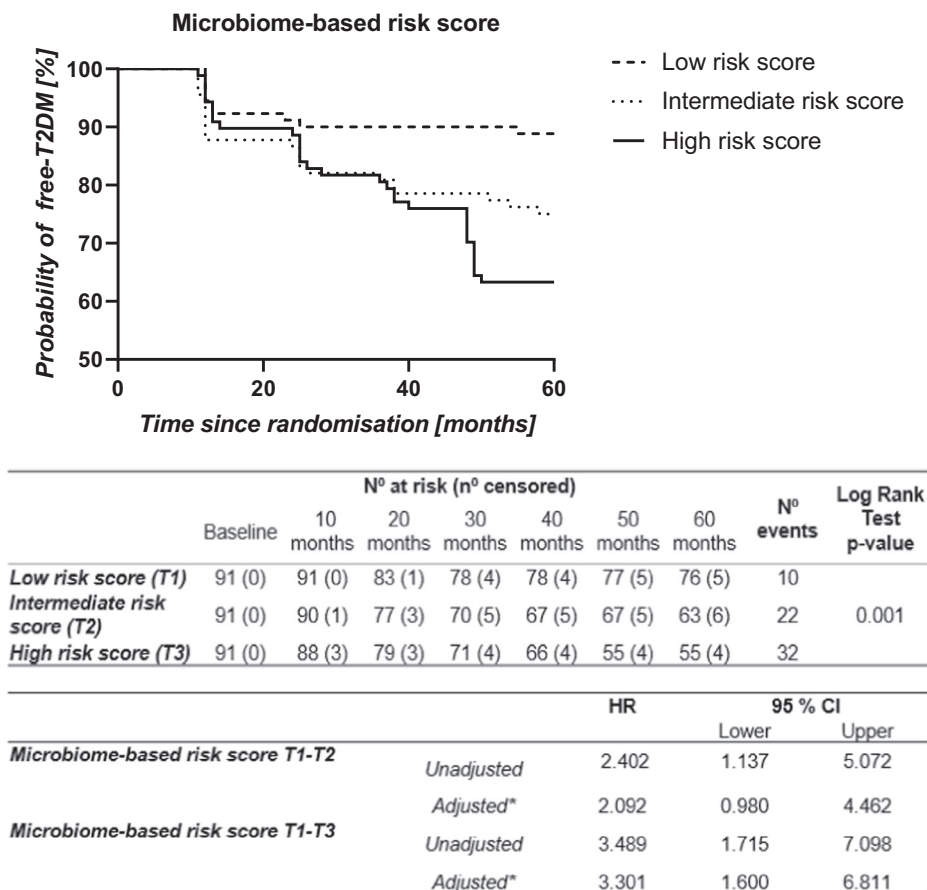 Microbiome-based risk score
Probability of free-T2DM [%]
100
90
80
70
60
50
0 20 40 60
Time since randomisation [months]
Low risk score
Intermediate risk score
High risk score
Nº at risk (nº censored) Nº events Log Rank Test p-value
Baseline 10 months 20 months 30 months 40 months 50 months 60 months
Low risk score (T1) 91 (0) 91 (0) 83 (1) 78 (4) 78 (4) 77 (5) 76 (5) 10
Intermediate risk score (T2) 91 (0) 90 (1) 77 (3) 70 (5) 67 (5) 67 (5) 63 (6) 22 0.001
High risk score (T3) 91 (0) 88 (3) 79 (3) 71 (4) 66 (4) 55 (4) 55 (4) 32
HR 95 % CI
Lower Upper
Microbiome-based risk score T1-T2 Unadjusted 2.402 1.137 5.072
Adjusted* 2.092 0.980 4.462
Microbiome-based risk score T1-T3 Unadjusted 3.489 1.715 7.098
Adjusted* 3.301 1.600 6.811